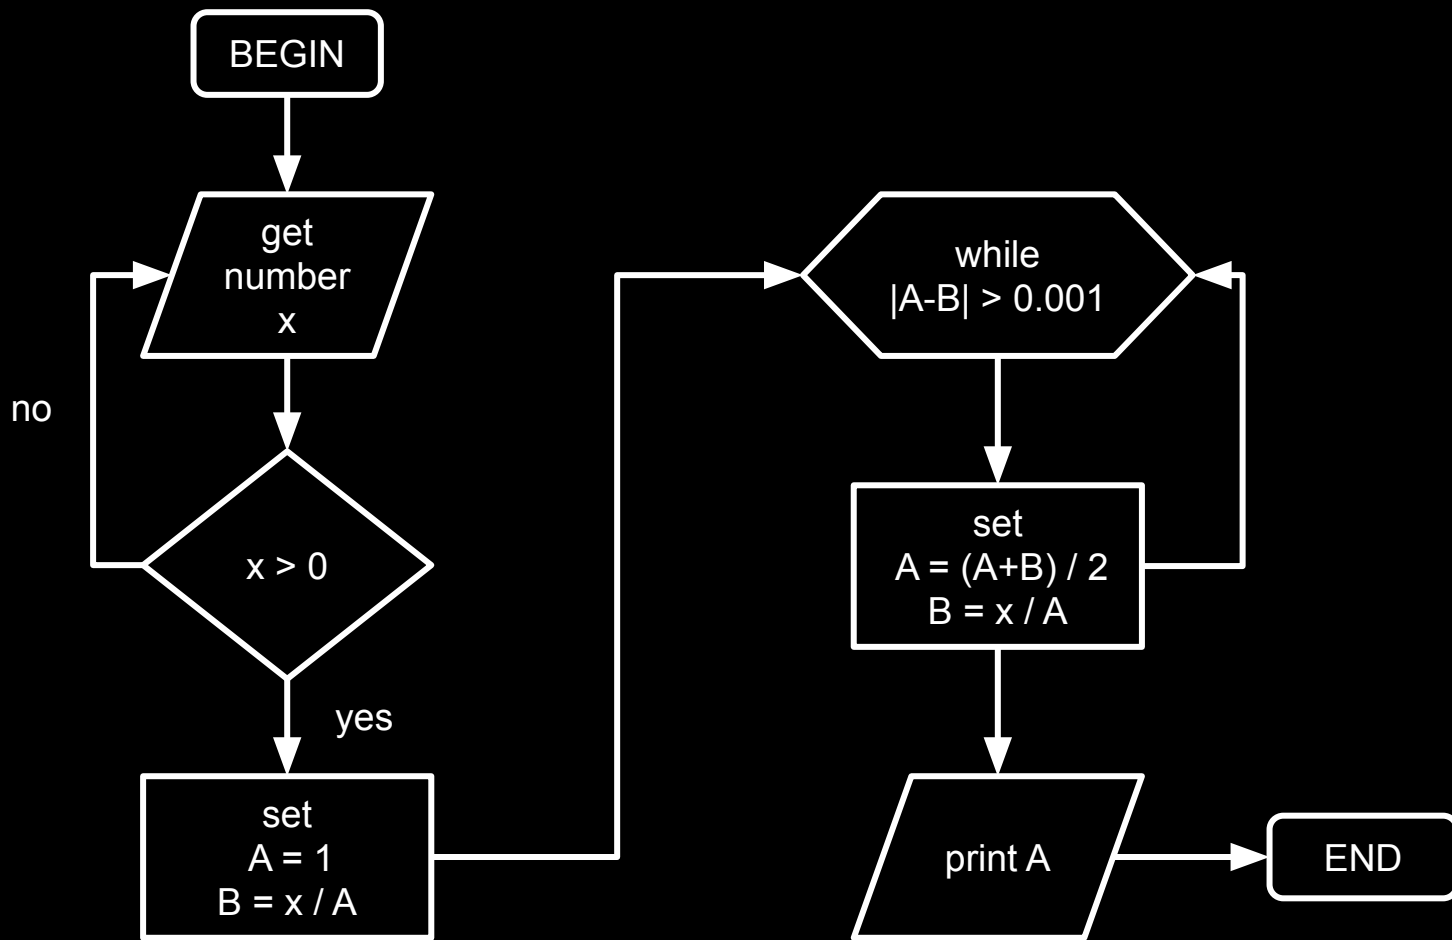 BEGIN
get
number
x
no
x > 0
yes
set
A = 1
B = x / A
while
|A-B| > 0.001
set
A = (A+B) / 2
B = x / A
print A
END